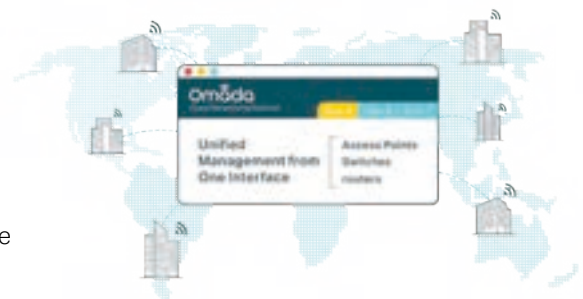 Omada
Unified
Management from
One Interface
Access Points
Switches
routers
e